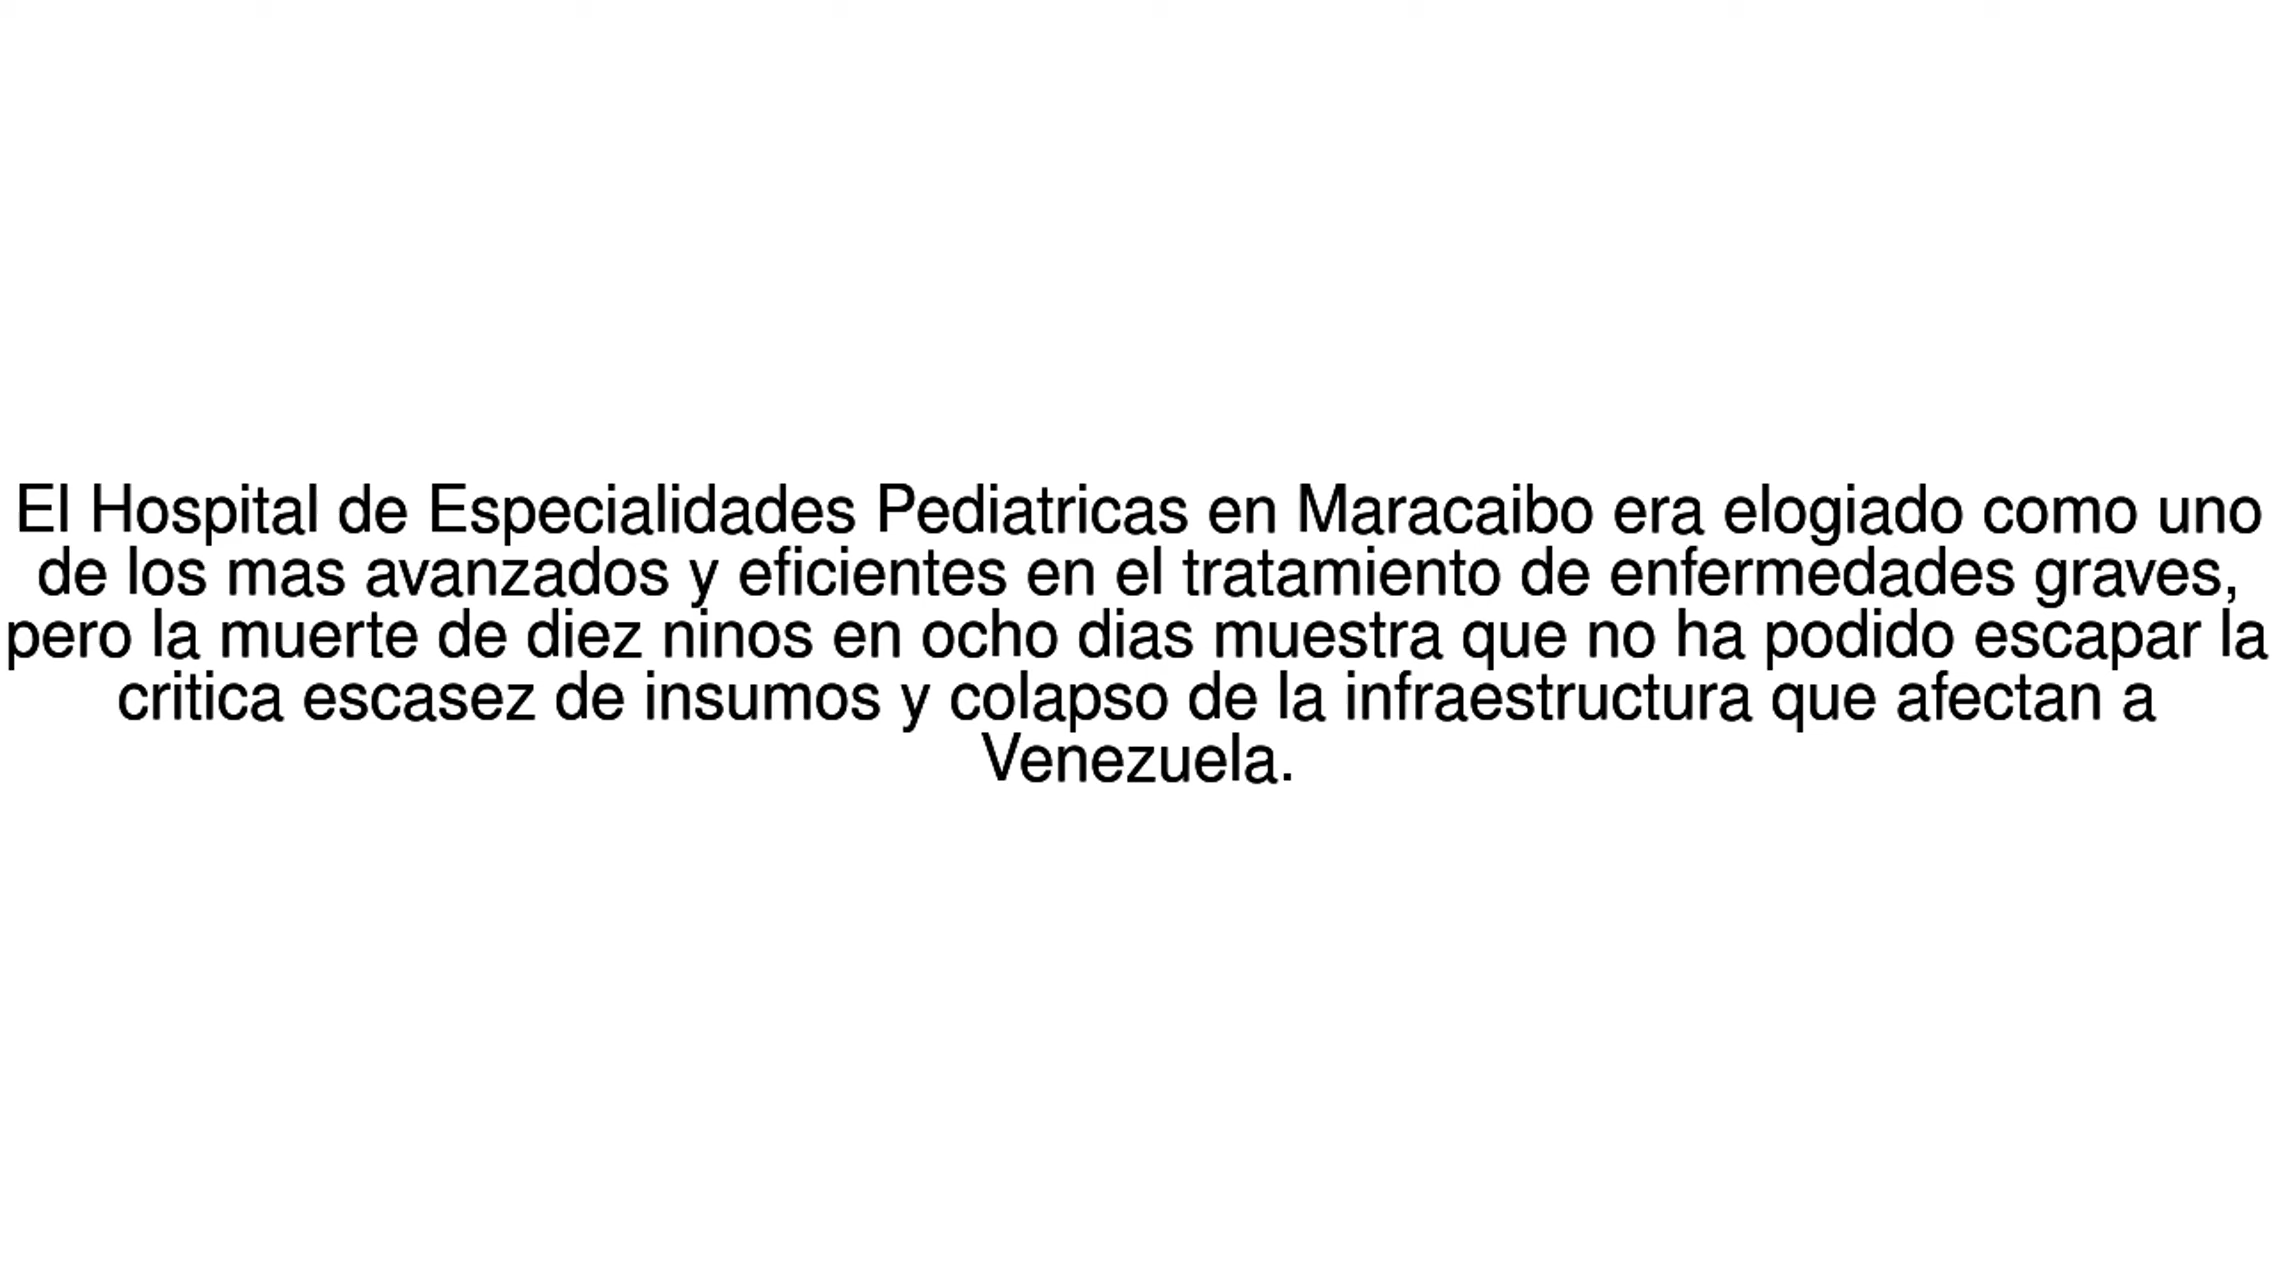 El Hospital de Especialidades Pediatricas en Maracaibo era elogiado como uno
de los mas avanzados y eficientes en el tratamiento de enfermedades graves,
pero la muerte de diez ninos en ocho dias muestra que no ha podido escapar la
critica escasez de insumos y colapso de la infraestructura que afectan a
Venezuela.